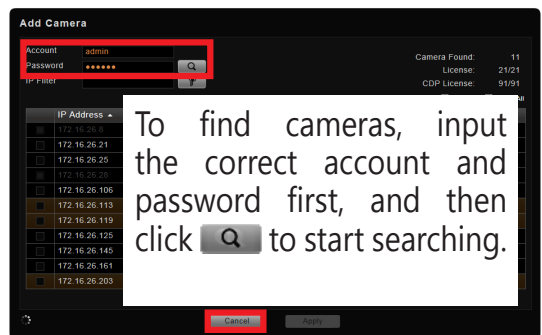 Add Camera
Account admin
Password ●●●●●●
IP Filter
Camera Found: 11
License: 21/21
CDP License: 91/91
All
IP Address ▲
172.16.26.8
172.16.26.21
172.16.26.25
172.16.26.28
172.16.26.106
172.16.26.113
172.16.26.119
172.16.26.125
172.16.26.145
172.16.26.161
172.16.26.203
To find cameras, input
the correct account and
password first, and then
click to start searching.
Cancel Apply